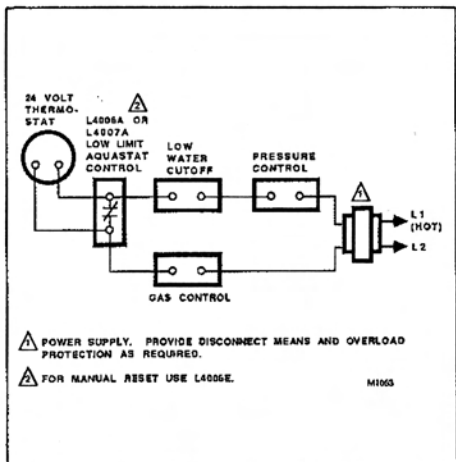 24 VOLT
THERMO-
STAT
2
L4006A OR
L4007A
LOW LIMIT
AQUASTAT
CONTROL
LOW
WATER
CUTOFF
PRESSURE
CONTROL
1
L1
(HOT)
L2
GAS CONTROL
1 POWER SUPPLY. PROVIDE DISCONNECT MEANS AND OVERLOAD
PROTECTION AS REQUIRED.
2 FOR MANUAL RESET USE L4006E.